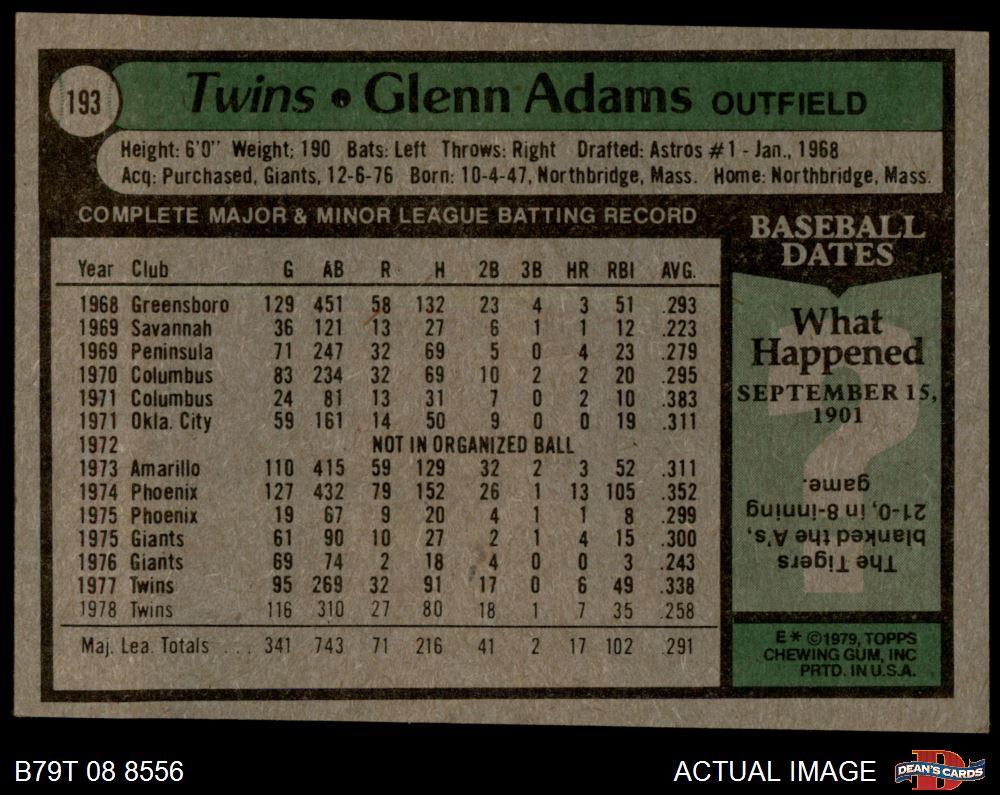 193
Twins • Glenn Adams OUTFIELD
Height: 6'0" Weight: 190 Bats: Left Throws: Right Drafted: Astros #1 - Jan., 1968
Acq: Purchased, Giants, 12-6-76 Born: 10-4-47, Northbridge, Mass. Home: Northbridge, Mass.
COMPLETE MAJOR & MINOR LEAGUE BATTING RECORD
Year Club G AB R H 2B 3B HR RBI AVG.
1968 Greensboro 129 451 58 132 23 4 3 51 .293
1969 Savannah 36 121 13 27 6 1 1 12 .223
1969 Peninsula 71 247 32 69 5 0 4 23 .279
1970 Columbus 83 234 32 69 10 2 2 20 .295
1971 Columbus 24 81 13 31 7 0 2 10 .383
1971 Okla. City 59 161 14 50 9 0 0 19 .311
1972 NOT IN ORGANIZED BALL
1973 Amarillo 110 415 59 129 32 2 3 52 .311
1974 Phoenix 127 432 79 152 26 1 13 105 .352
1975 Phoenix 19 67 9 20 4 1 1 8 .299
1975 Giants 61 90 10 27 2 1 4 15 .300
1976 Giants 69 74 2 18 4 0 0 3 .243
1977 Twins 95 269 32 91 17 0 6 49 .338
1978 Twins 116 310 27 80 18 1 7 35 .258
Maj. Lea. Totals ... 341 743 71 216 41 2 17 102 .291
BASEBALL
DATES
What
Happened
SEPTEMBER 15,
1901
The Tigers
blanked the A's,
21-0, in 8-inning
game.
E * ©1979, TOPPS
CHEWING GUM, INC
PRTD. IN U.S.A.
B79T 08 8556
ACTUAL IMAGE
D
DEAN'S CARDS